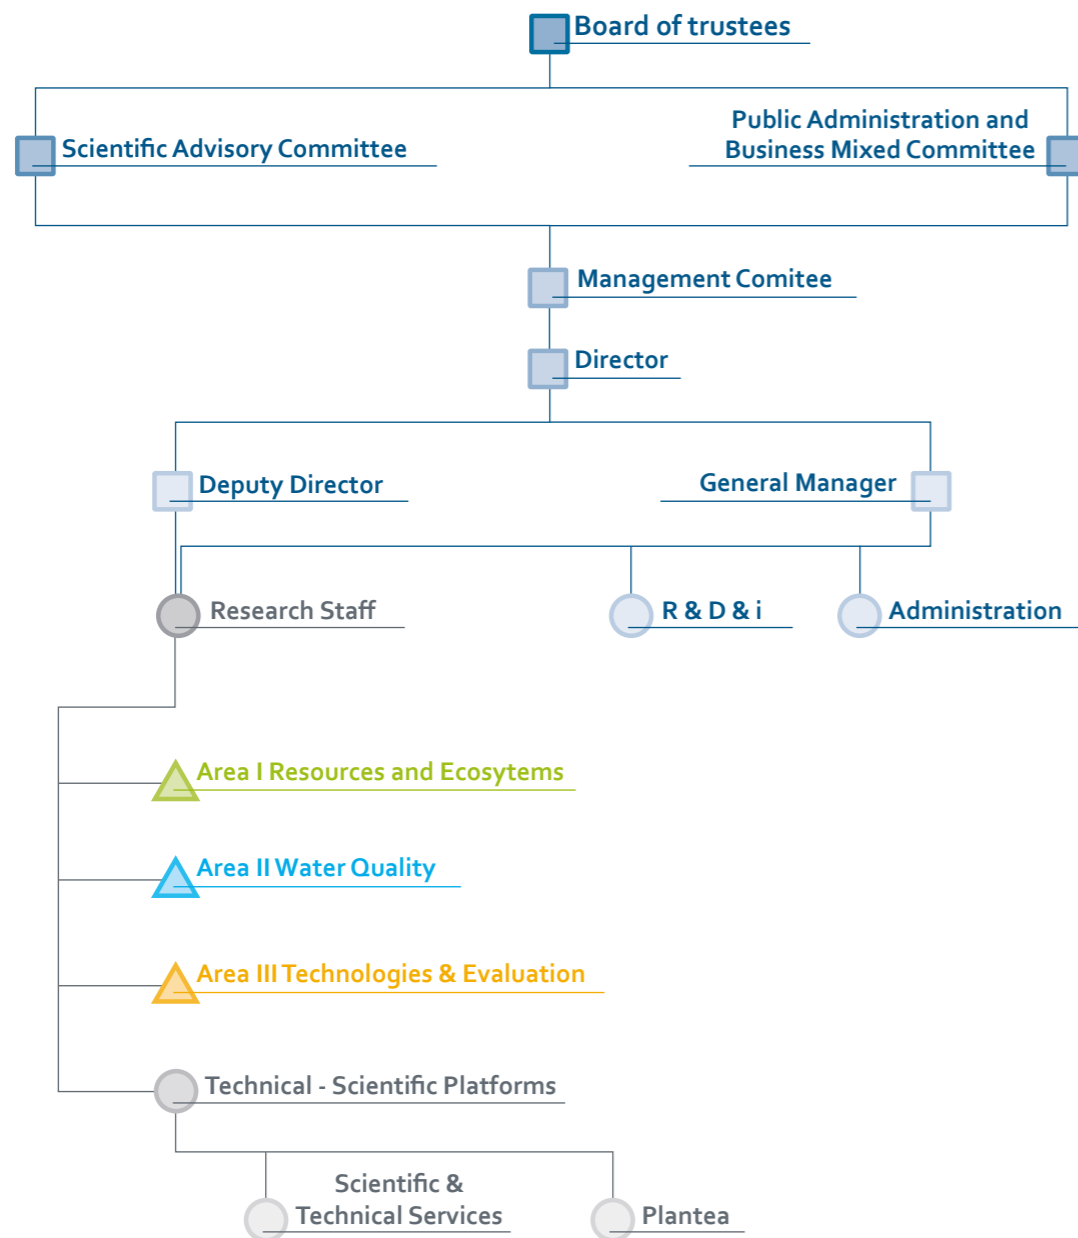 Board of trustees
Scientific Advisory Committee
Public Administration and
Business Mixed Committee
Management Comitee
Director
Deputy Director
General Manager
Research Staff
R & D & i
Administration
Area I Resources and Ecosytems
Area II Water Quality
Area III Technologies & Evaluation
Technical - Scientific Platforms
Scientific &
Technical Services
Plantea